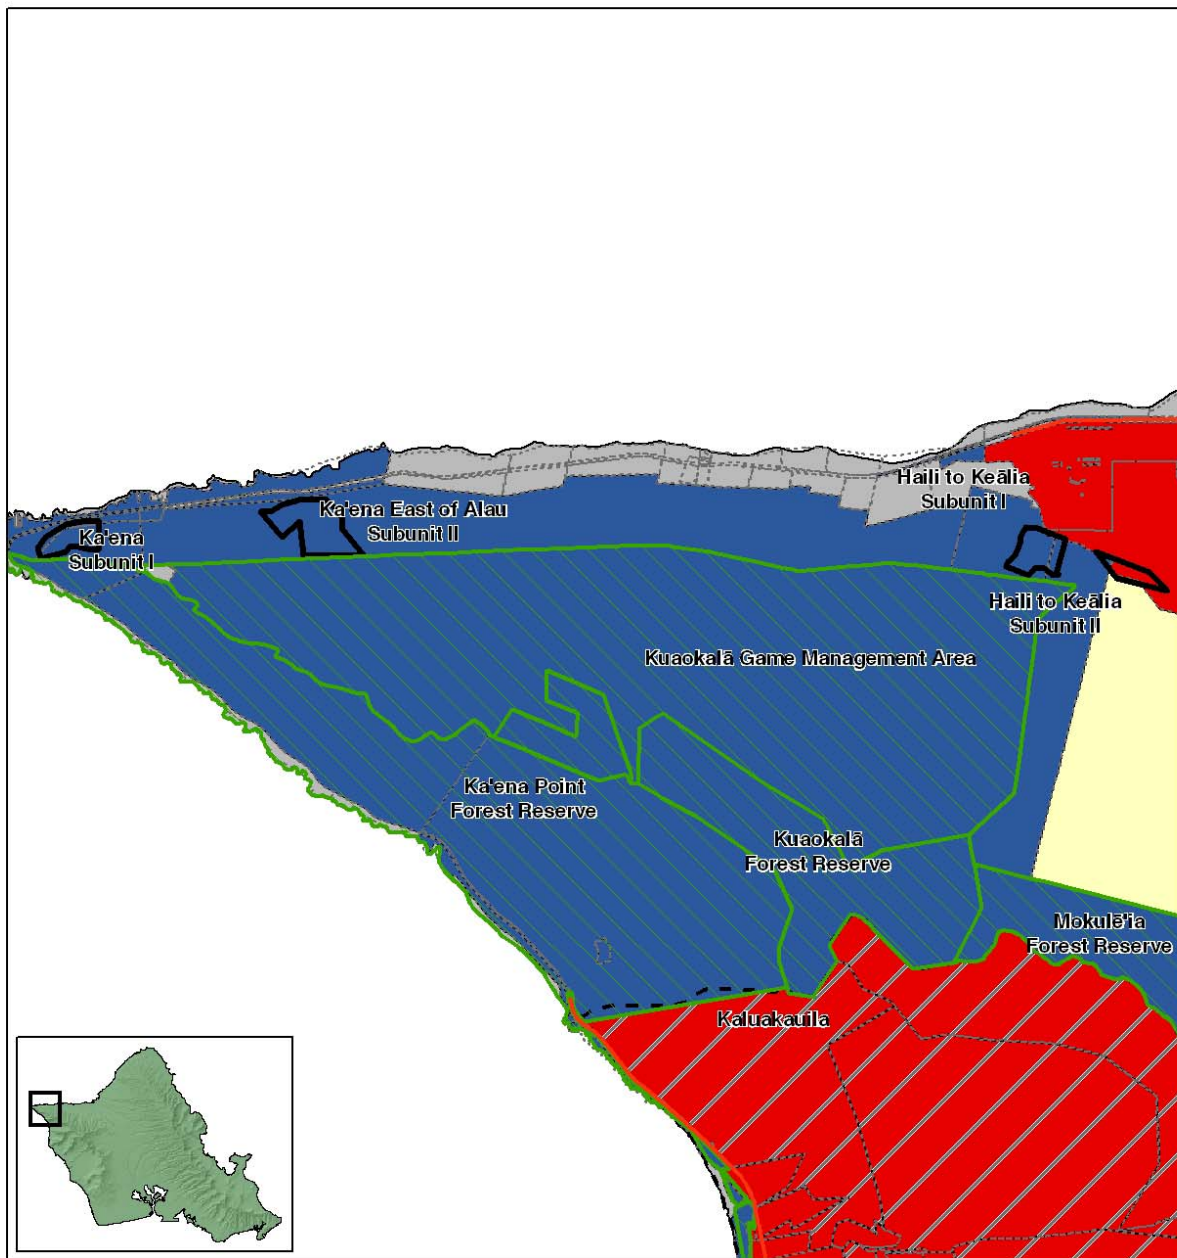 Haili to Keālia
Subunit I
Ka'ena East of Alau
Subunit II
Ka'ena
Subunit I
Haili to Keālia
Subunit II
Kuaokalā Game Management Area
Ka'ena Point
Forest Reserve
Kuaokalā
Forest Reserve
Mokulē'ia
Forest Reserve
Kaluakauila